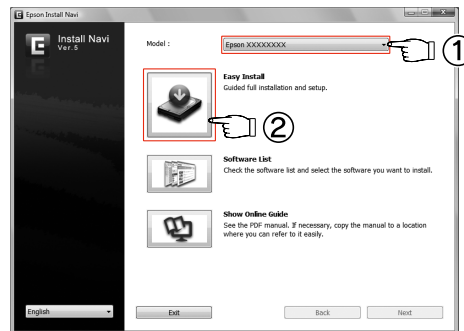 Epson Install Navi
Install Navi
Ver.5
Model :
Epson XXXXXXXX
1
Easy Install
Guided full installation and setup.
2
Software List
Check the software list and select the software you want to install.
Show Online Guide
See the PDF manual. If necessary, copy the manual to a location
where you can refer to it easily.
English
Exit
Back
Next